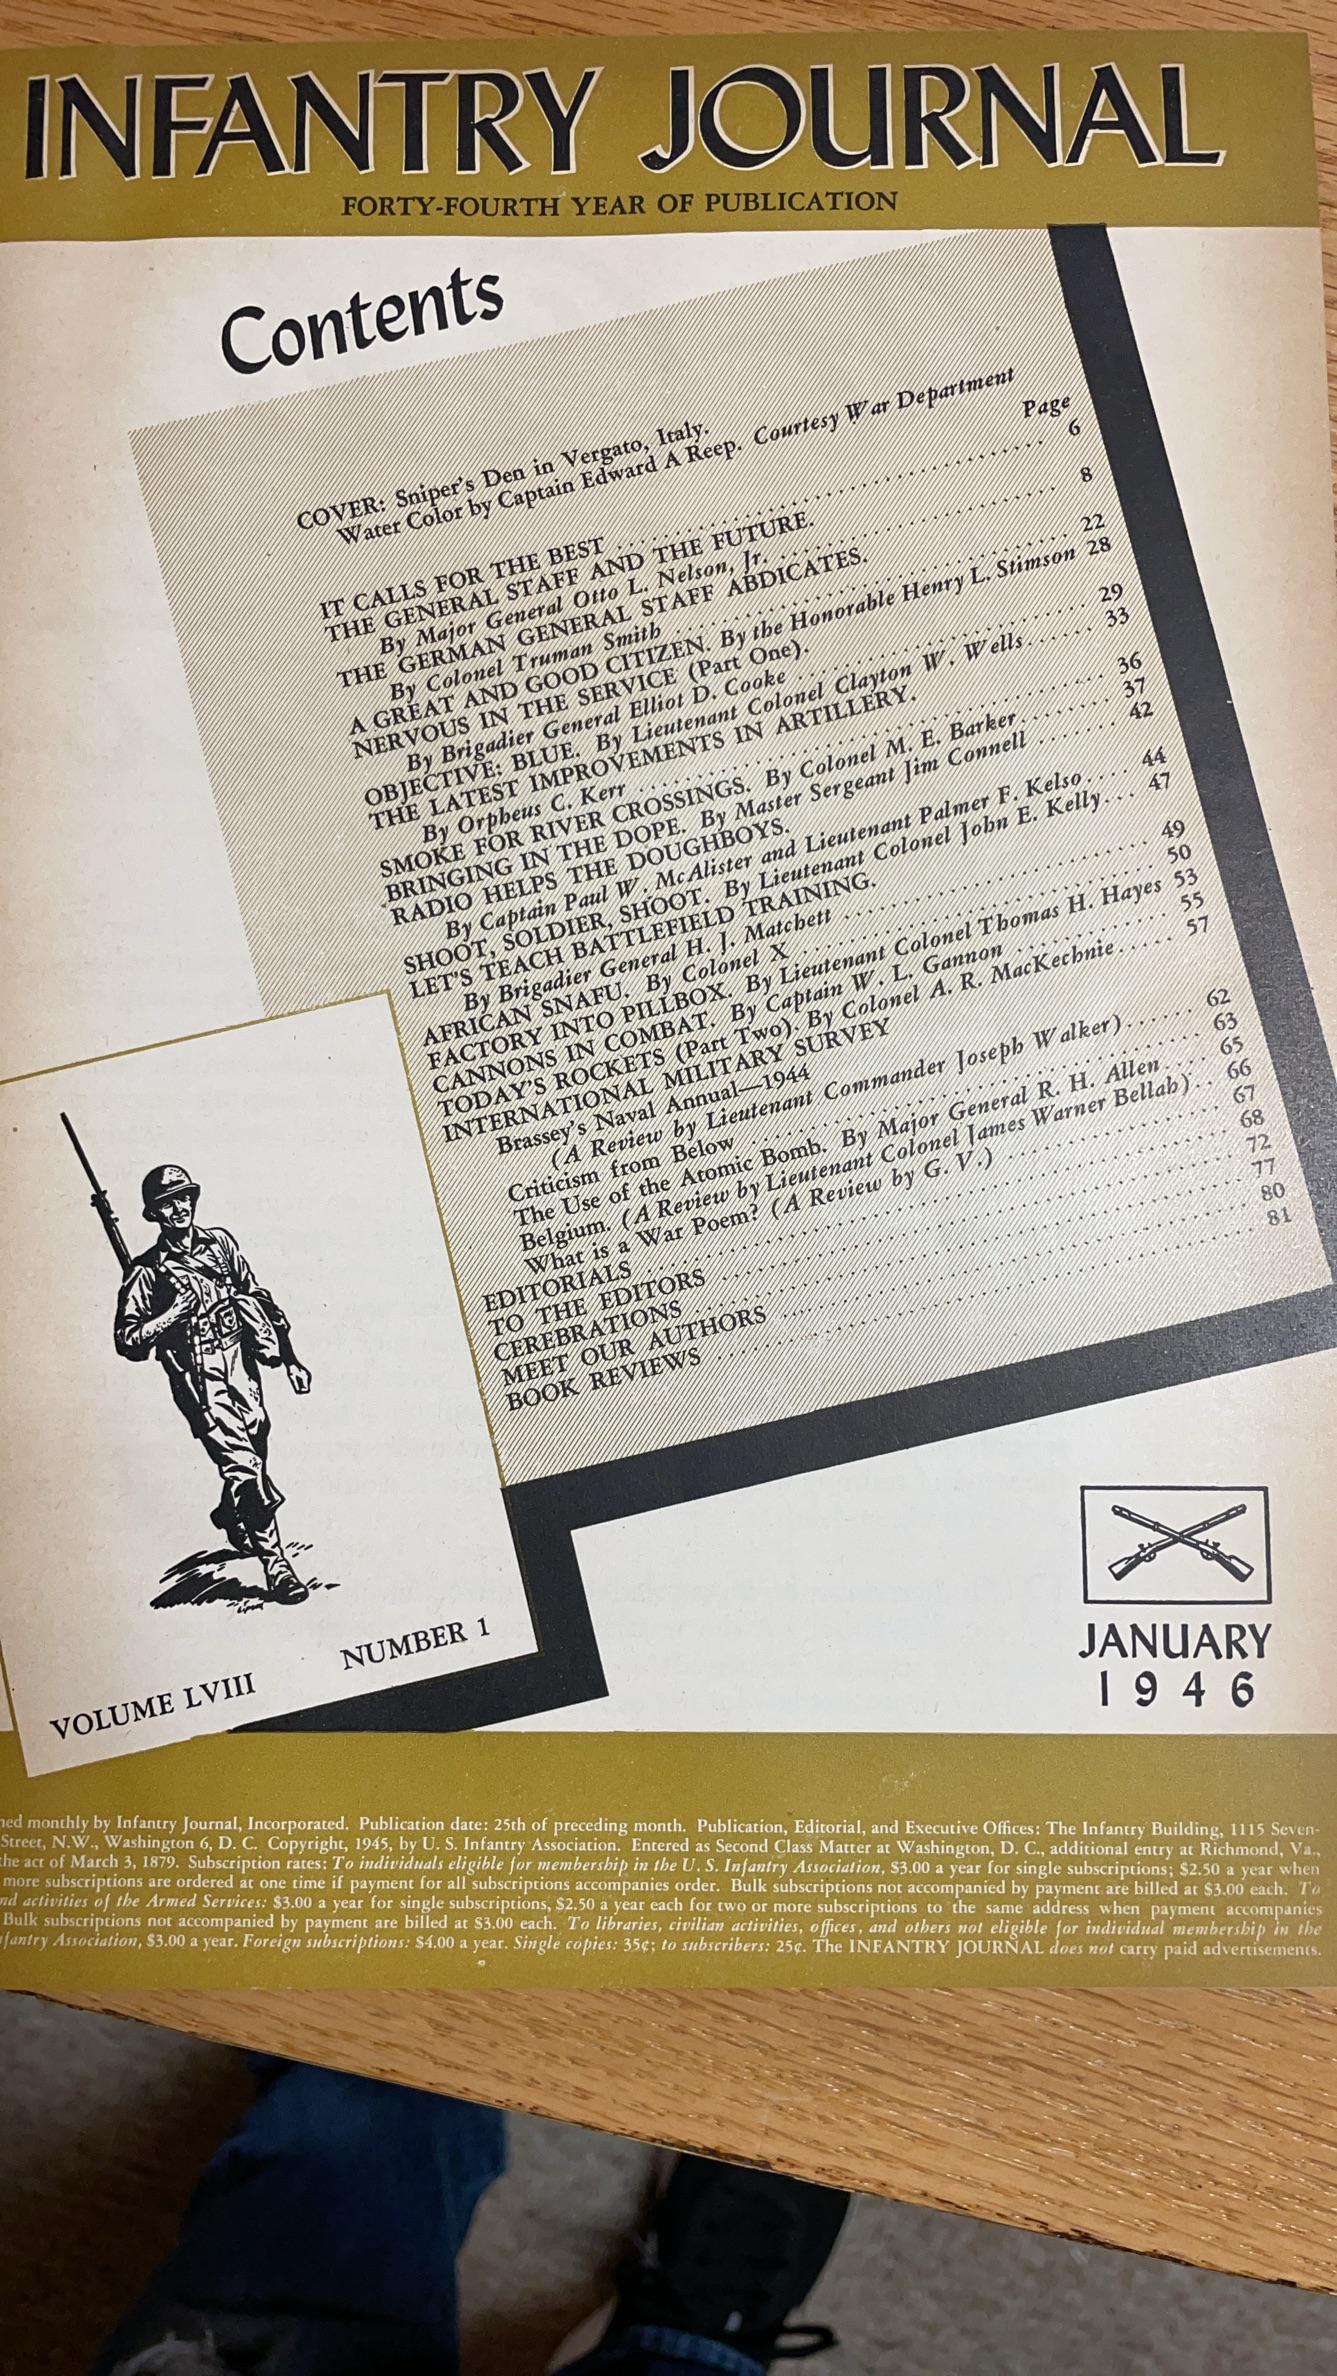 INFANTRY JOURNAL
FORTY-FOURTH YEAR OF PUBLICATION
Contents
COVER: Sniper's Den in Vergato, Italy.
Water Color by Captain Edward A Reep. Courtesy War Department
Page
IT CALLS FOR THE BEST 6
THE GENERAL STAFF AND THE FUTURE.
By Major General Otto L. Nelson, Jr. 8
THE GERMAN GENERAL STAFF ABDICATES.
By Colonel Truman Smith 22
A GREAT AND GOOD CITIZEN. By the Honorable Henry L. Stimson 28
NERVOUS IN THE SERVICE (Part One).
By Brigadier General Elliot D. Cooke 29
OBJECTIVE: BLUE. By Lieutenant Colonel Clayton W. Wells 33
THE LATEST IMPROVEMENTS IN ARTILLERY.
By Orpheus C. Kerr 36
SMOKE FOR RIVER CROSSINGS. By Colonel M. E. Barker 37
BRINGING IN THE DOPE. By Master Sergeant Jim Connell 42
RADIO HELPS THE DOUGHBOYS.
By Captain Paul W. McAlister and Lieutenant Palmer F. Kelso 44
SHOOT, SOLDIER, SHOOT. By Lieutenant Colonel John E. Kelly 47
LET'S TEACH BATTLEFIELD TRAINING.
By Brigadier General H. J. Matchett 49
AFRICAN SNAFU. By Colonel X 50
FACTORY INTO PILLBOX. By Lieutenant Colonel Thomas H. Hayes 53
CANNONS IN COMBAT. By Captain W. L. Gannon 55
TODAY'S ROCKETS (Part Two). By Colonel A. R. MacKechnie 57
INTERNATIONAL MILITARY SURVEY
Brassey's Naval Annual—1944
(A Review by Lieutenant Commander Joseph Walker) 62
Criticism from Below 63
The Use of the Atomic Bomb. By Major General R. H. Allen 65
Belgium. (A Review by Lieutenant Colonel James Warner Bellah) 66
What is a War Poem? (A Review by G. V.) 67
EDITORIALS 68
TO THE EDITORS 72
CEREBRATIONS 77
MEET OUR AUTHORS 80
BOOK REVIEWS 81
VOLUME LVIII NUMBER 1
JANUARY
1946
hed monthly by Infantry Journal, Incorporated. Publication date: 25th of preceding month. Publication, Editorial, and Executive Offices: The Infantry Building, 1115 Seven-
Street, N.W., Washington 6, D. C. Copyright, 1945, by U. S. Infantry Association. Entered as Second Class Matter at Washington, D. C., additional entry at Richmond, Va.,
the act of March 3, 1879. Subscription rates: To individuals eligible for membership in the U. S. Infantry Association, $3.00 a year for single subscriptions; $2.50 a year when
more subscriptions are ordered at one time if payment for all subscriptions accompanies order. Bulk subscriptions not accompanied by payment are billed at $3.00 each. To
nd activities of the Armed Services: $3.00 a year for single subscriptions, $2.50 a year each for two or more subscriptions to the same address when payment accompanies
Bulk subscriptions not accompanied by payment are billed at $3.00 each. To libraries, civilian activities, offices, and others not eligible for individual membership in the
nfantry Association, $3.00 a year. Foreign subscriptions: $4.00 a year. Single copies: 35¢; to subscribers: 25¢. The INFANTRY JOURNAL does not carry paid advertisements.